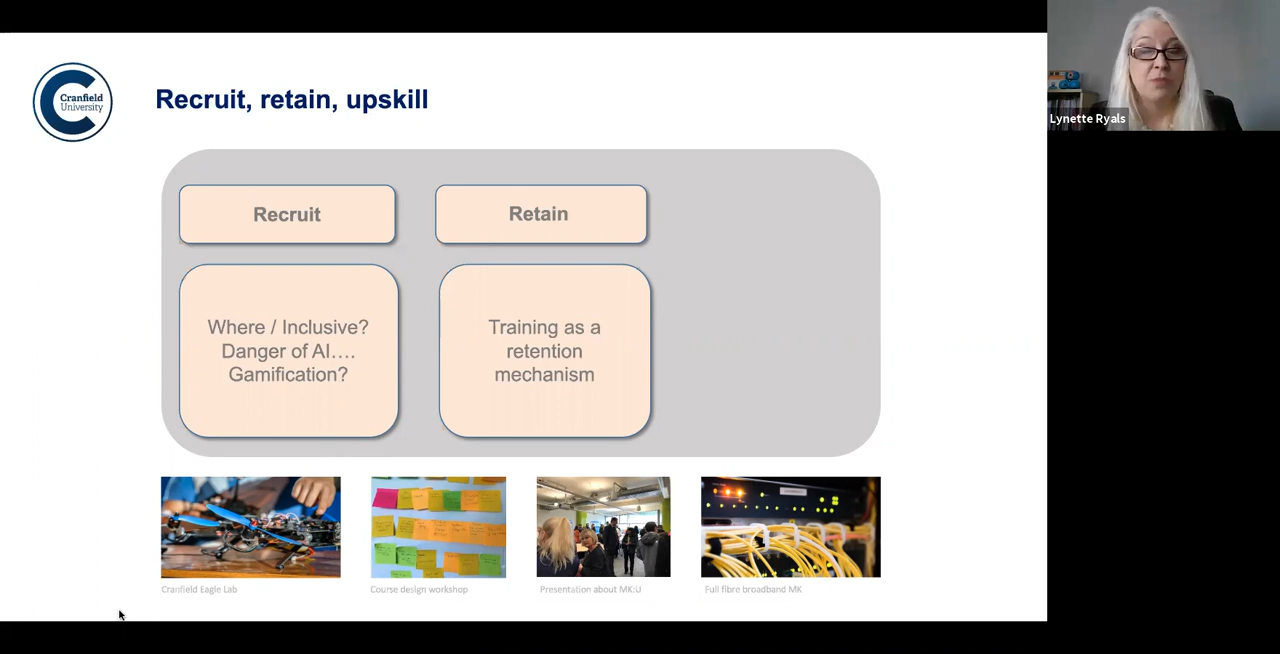 Cranfield
University
Recruit, retain, upskill
Lynette Ryals
Recruit
Retain
Where / Inclusive?
Danger of AI….
Gamification?
Training as a
retention
mechanism
Cranfield Eagle Lab
Course design workshop
Presentation about MK:U
Full fibre broadband MK